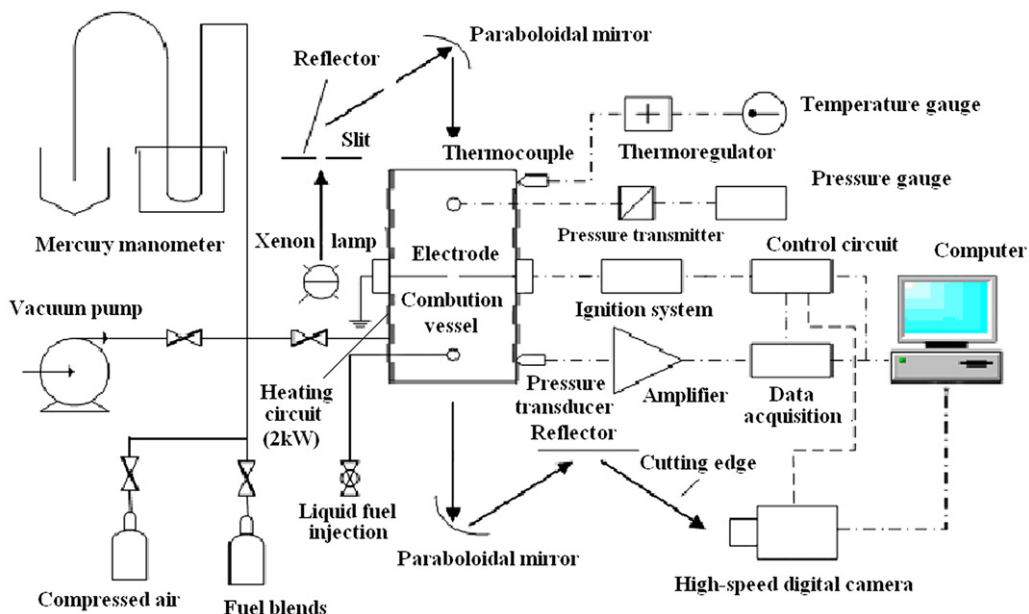 Paraboloidal mirror
Reflector
Slit
Temperature gauge
Thermocouple
Thermoregulator
Pressure gauge
Mercury manometer
Xenon lamp
Pressure transmitter
Control circuit
Computer
Electrode
Vacuum pump
Combution
vessel
Ignition system
Heating
circuit
(2kW)
Pressure
transducer
Amplifier
Data
acquisition
Reflector
Cutting edge
Liquid fuel
injection
Paraboloidal mirror
High-speed digital camera
Compressed air
Fuel blends